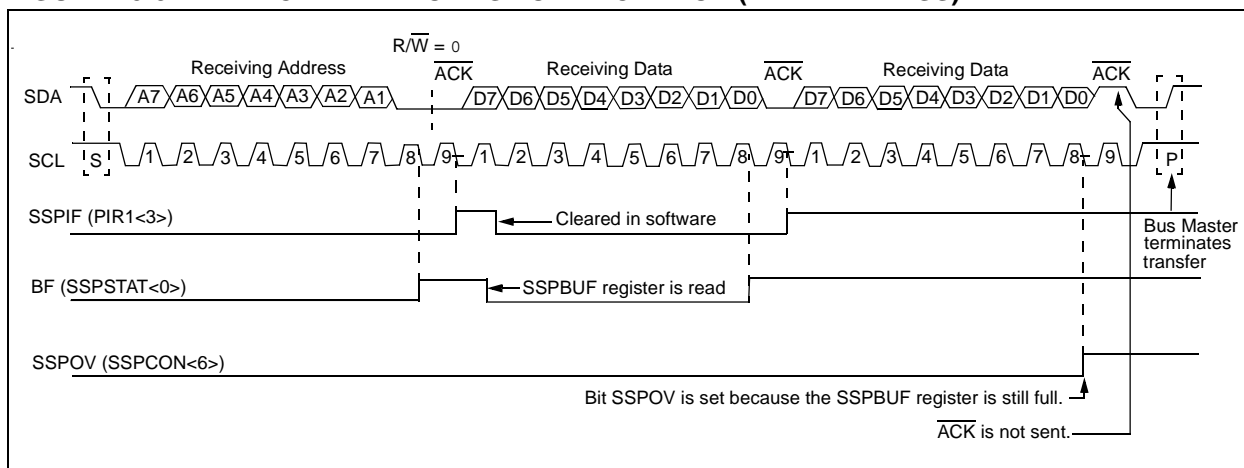 R/W = 0
Receiving Address ACK Receiving Data ACK Receiving Data ACK
SDA A7 A6 A5 A4 A3 A2 A1 D7 D6 D5 D4 D3 D2 D1 D0 D7 D6 D5 D4 D3 D2 D1 D0
SCL S 1 2 3 4 5 6 7 8 9 1 2 3 4 5 6 7 8 9 1 2 3 4 5 6 7 8 9 P
SSPIF (PIR1<3>) Cleared in software
Bus Master
terminates
transfer
BF (SSPSTAT<0>) SSPBUF register is read
SSPOV (SSPCON<6>)
Bit SSPOV is set because the SSPBUF register is still full.
ACK is not sent.